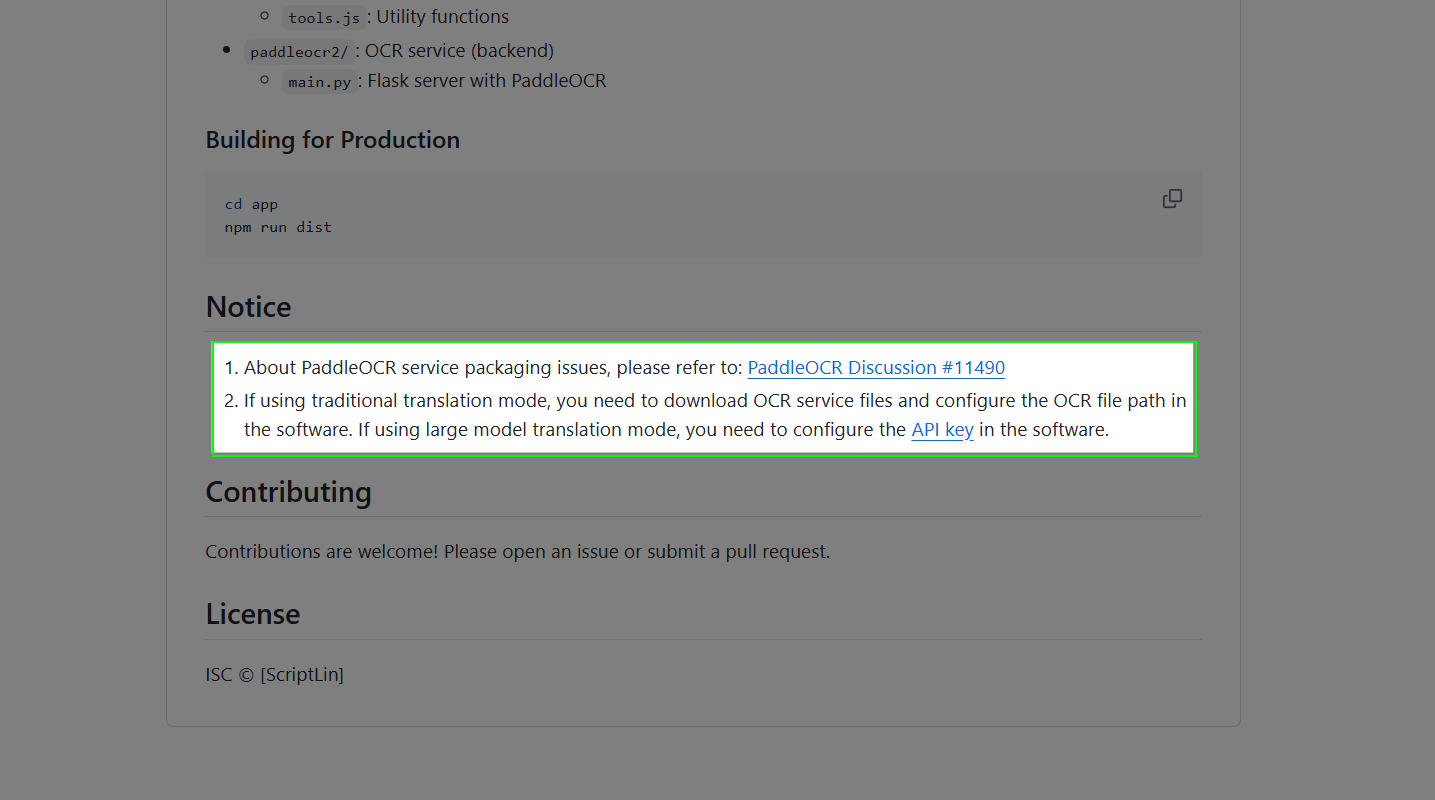 tools.js: Utility functions
paddleocr2/: OCR service (backend)
main.py: Flask server with PaddleOCR
Building for Production
cd app
npm run dist
Notice
1. About PaddleOCR service packaging issues, please refer to: PaddleOCR Discussion #11490
2. If using traditional translation mode, you need to download OCR service files and configure the OCR file path in
the software. If using large model translation mode, you need to configure the API key in the software.
Contributing
Contributions are welcome! Please open an issue or submit a pull request.
License
ISC © [ScriptLin]